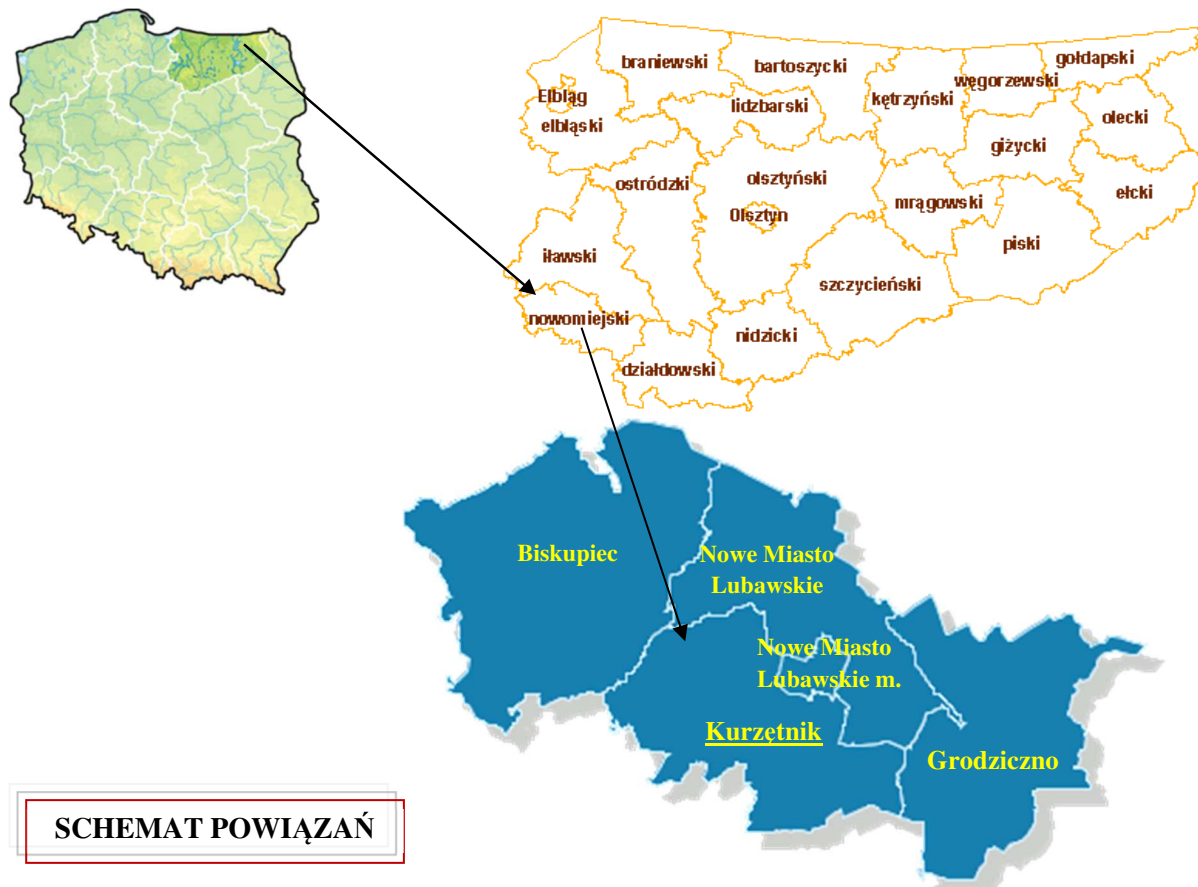 braniewski
bartoszycki
gołdapski
węgorzewski
kętrzyński
Elbląg
lidzbarski
olecki
elbląski
giżycki
ostródzki
olsztyński
ełcki
mrągowski
Olsztyn
piski
iławski
szczycieński
nowomiejski
nidzicki
działdowski
Biskupiec
Nowe Miasto
Lubawskie
Nowe Miasto
Lubawskie m.
Kurzętnik
Grodziczno
SCHEMAT POWIĄZAŃ